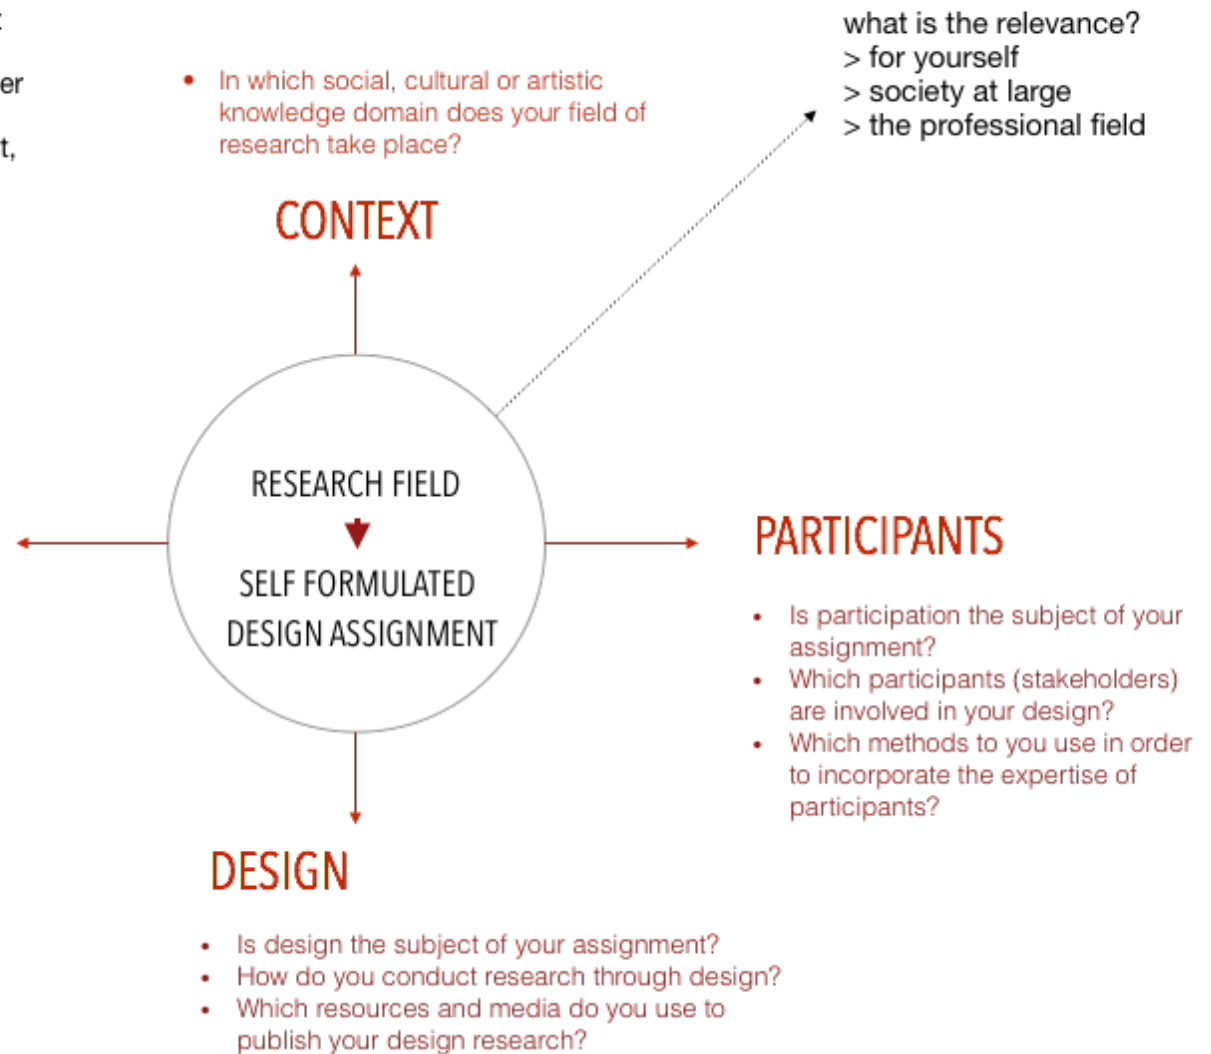 er
t,
what is the relevance?
> for yourself
> society at large
> the professional field
• In which social, cultural or artistic
knowledge domain does your field of
research take place?
CONTEXT
RESEARCH FIELD
SELF FORMULATED
DESIGN ASSIGNMENT
PARTICIPANTS
• Is participation the subject of your
assignment?
• Which participants (stakeholders)
are involved in your design?
• Which methods to you use in order
to incorporate the expertise of
participants?
DESIGN
• Is design the subject of your assignment?
• How do you conduct research through design?
• Which resources and media do you use to
publish your design research?